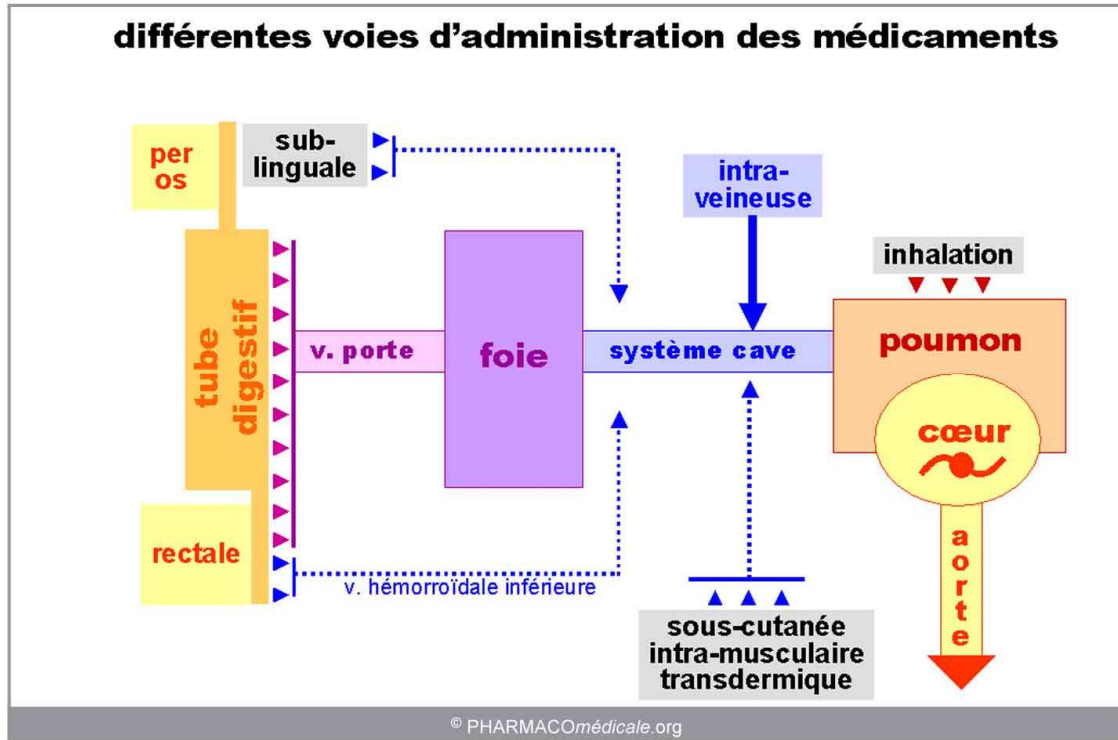 différentes voies d'administration des médicaments
per
os
sub-
linguale
intra-
veineuse
inhalation
tube
digestif
v. porte
foie
système cave
poumon
cœur
rectale
v. hémorroïdale inférieure
sous-cutanée
intra-musculaire
transdermique
aorte
© PHARMACOmédicale.org